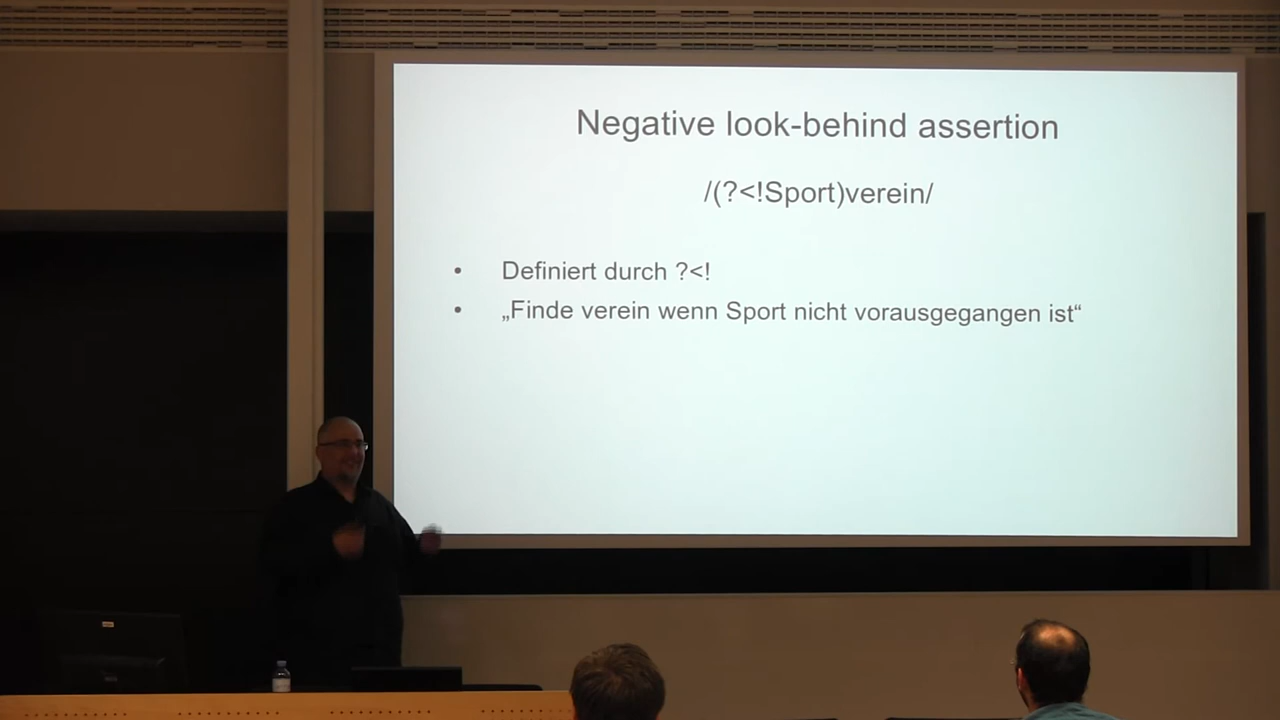 Negative look-behind assertion
/(?<!Sport)verein/
• Definiert durch ?<!
• „Finde verein wenn Sport nicht vorausgegangen ist“